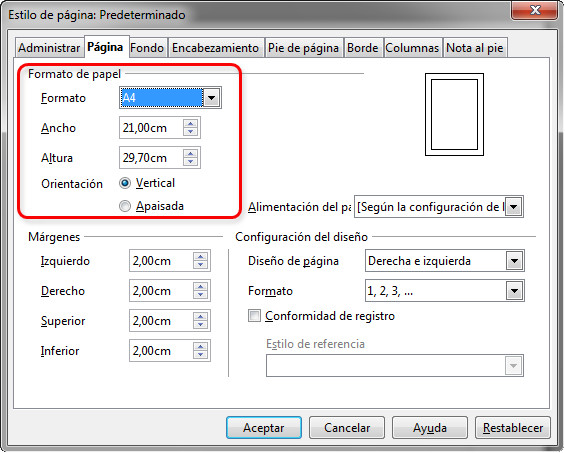 Estilo de página: Predeterminado
Administrar Página Fondo Encabezamiento Pie de página Borde Columnas Nota al pie
Formato de papel
Formato A4
Ancho 21,00cm
Altura 29,70cm
Orientación Vertical
Apaisada
Alimentación del pa [Según la configuración de l
Márgenes
Izquierdo 2,00cm
Derecho 2,00cm
Superior 2,00cm
Inferior 2,00cm
Configuración del diseño
Diseño de página Derecha e izquierda
Formato 1, 2, 3, ...
Conformidad de registro
Estilo de referencia
Aceptar Cancelar Ayuda Restablecer